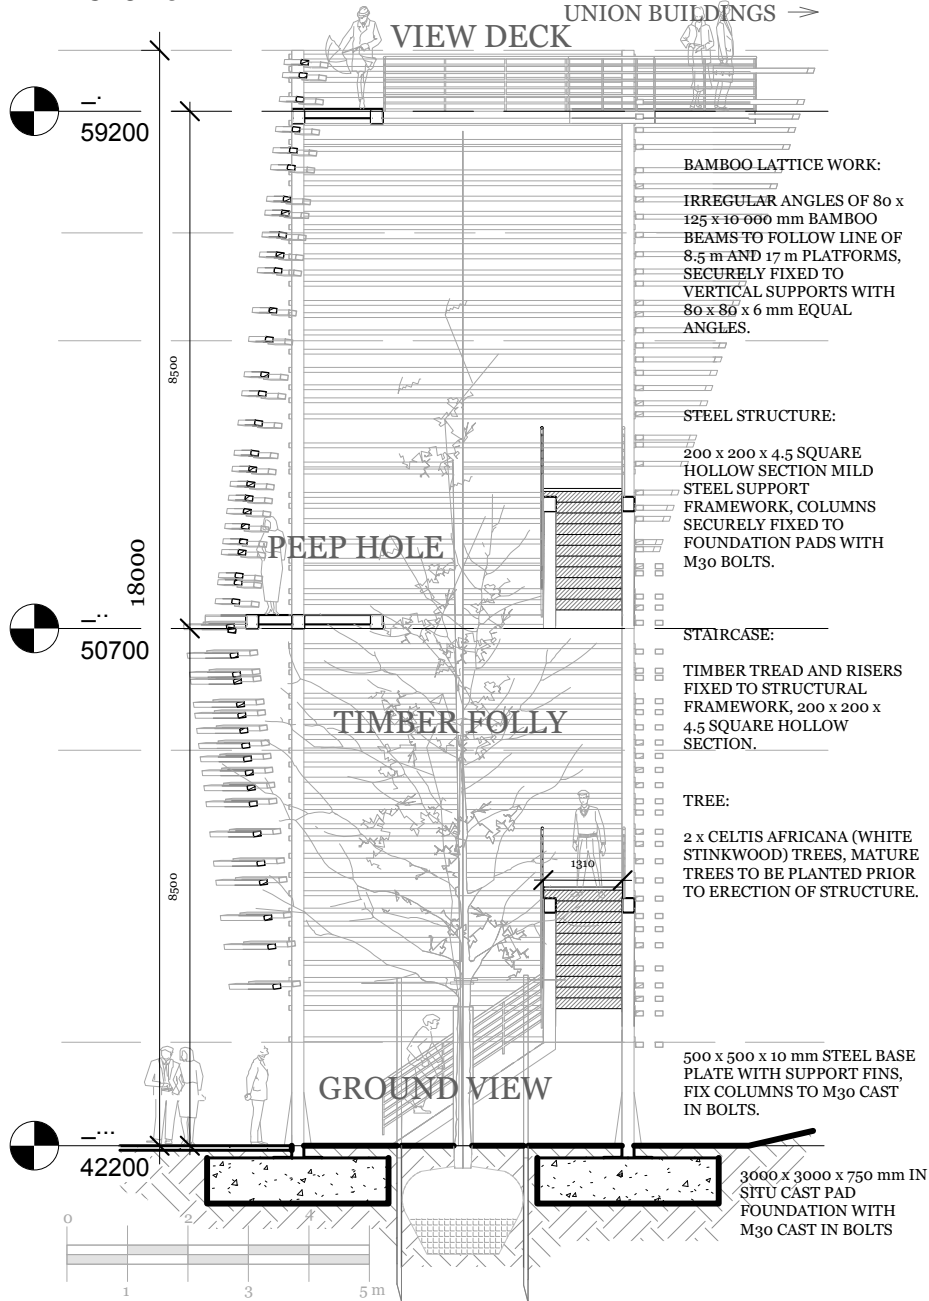 UNION BUILDINGS
VIEW DECK
59200
BAMBOO LATTICE WORK:
IRREGULAR ANGLES OF 80 x
125 x 10 000 mm BAMBOO
BEAMS TO FOLLOW LINE OF
8.5 m AND 17 m PLATFORMS,
SECURELY FIXED TO
VERTICAL SUPPORTS WITH
80 x 80 x 6 mm EQUAL
ANGLES.
8500
STEEL STRUCTURE:
200 x 200 x 4.5 SQUARE
HOLLOW SECTION MILD
STEEL SUPPORT
FRAMEWORK, COLUMNS
SECURELY FIXED TO
FOUNDATION PADS WITH
M30 BOLTS.
PEEP HOLE
18000
50700
STAIRCASE:
TIMBER TREAD AND RISERS
FIXED TO STRUCTURAL
FRAMEWORK, 200 x 200 x
4.5 SQUARE HOLLOW
SECTION.
TIMBER FOLLY
TREE:
2 x CELTIS AFRICANA (WHITE
STINKWOOD) TREES, MATURE
TREES TO BE PLANTED PRIOR
TO ERECTION OF STRUCTURE.
1310
8500
500 x 500 x 10 mm STEEL BASE
PLATE WITH SUPPORT FINS,
FIX COLUMNS TO M30 CAST
IN BOLTS.
GROUND VIEW
42200
3000 x 3000 x 750 mm IN
SITU CAST PAD
FOUNDATION WITH
M30 CAST IN BOLTS
0 2 4
1 3 5 m